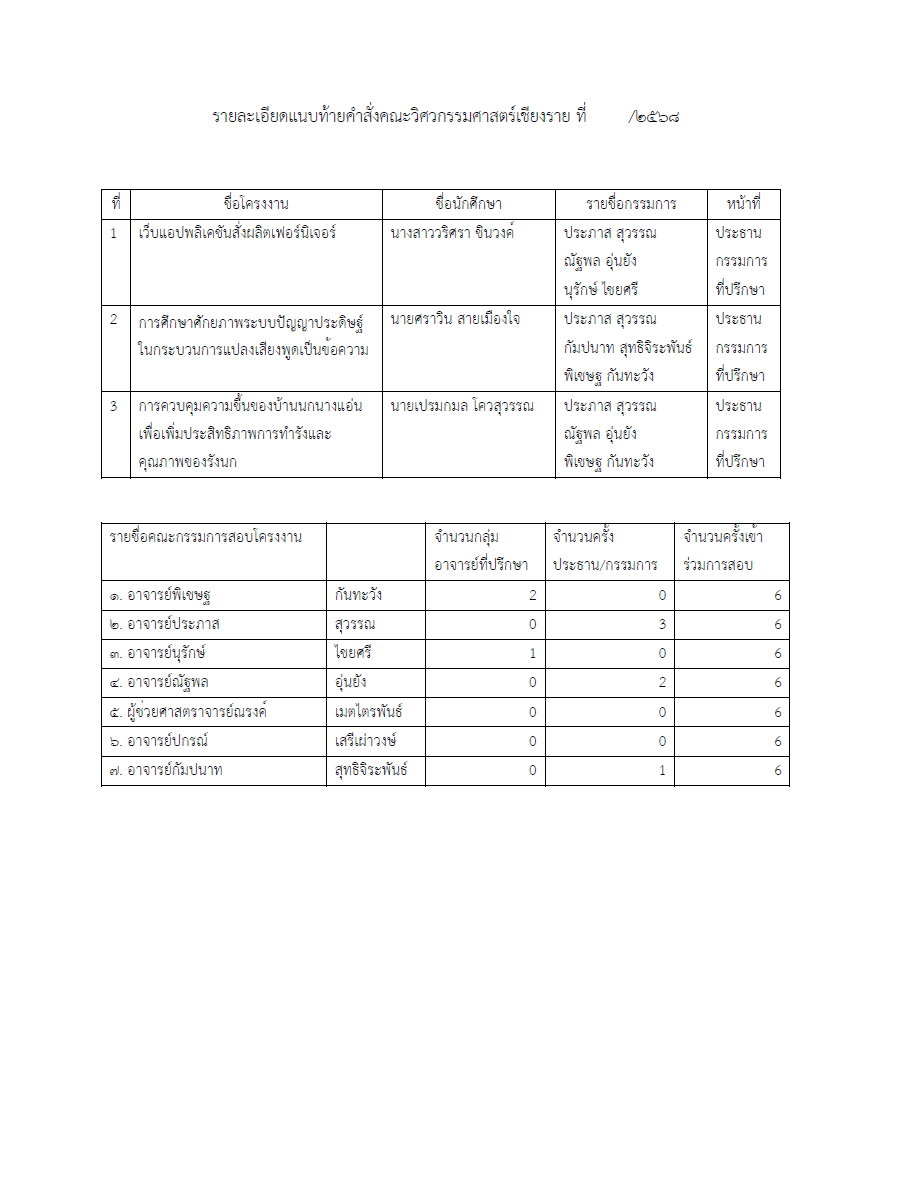 รายละเอียดแนบท้ายคำสั่งคณะวิศวกรรมศาสตร์เชียงราย ที่ /๒๕๖๘
ที่ ชื่อโครงงาน ชื่อนักศึกษา รายชื่อกรรมการ หน้าที่
1 เว็บแอปพลิเคชันสั่งผลิตเฟอร์นิเจอร์ นางสาววริศรา ชินวงค์ ประภาส สุวรรณ ประธาน
ณัฐพล อุ่นยัง กรรมการ
นุรักษ์ ไชยศรี ที่ปรึกษา
2 การศึกษาศักยภาพระบบปัญญาประดิษฐ์ นายศราวิน สายเมืองใจ ประภาส สุวรรณ ประธาน
ในกระบวนการแปลงเสียงพูดเป็นข้อความ กัมปนาท สุทธิจิระพันธ์ กรรมการ
พิเชษฐ กันทะวัง ที่ปรึกษา
3 การควบคุมความชื้นของบ้านนกนางแอ่น นายเปรมกมล โควสุวรรณ ประภาส สุวรรณ ประธาน
เพื่อเพิ่มประสิทธิภาพการทำรังและ ณัฐพล อุ่นยัง กรรมการ
คุณภาพของรังนก พิเชษฐ กันทะวัง ที่ปรึกษา
รายชื่อคณะกรรมการสอบโครงงาน จำนวนกลุ่ม จำนวนครั้ง จำนวนครั้งเข้า
อาจารย์ที่ปรึกษา ประธาน/กรรมการ ร่วมการสอบ
๑. อาจารย์พิเชษฐ กันทะวัง 2 0 6
๒. อาจารย์ประภาส สุวรรณ 0 3 6
๓. อาจารย์นุรักษ์ ไชยศรี 1 0 6
๔. อาจารย์ณัฐพล อุ่นยัง 0 2 6
๕. ผู้ช่วยศาสตราจารย์ณรงค์ เมตไตรพันธ์ 0 0 6
๖. อาจารย์ปกรณ์ เสรีเผ่าวงษ์ 0 0 6
๗. อาจารย์กัมปนาท สุทธิจิระพันธ์ 0 1 6